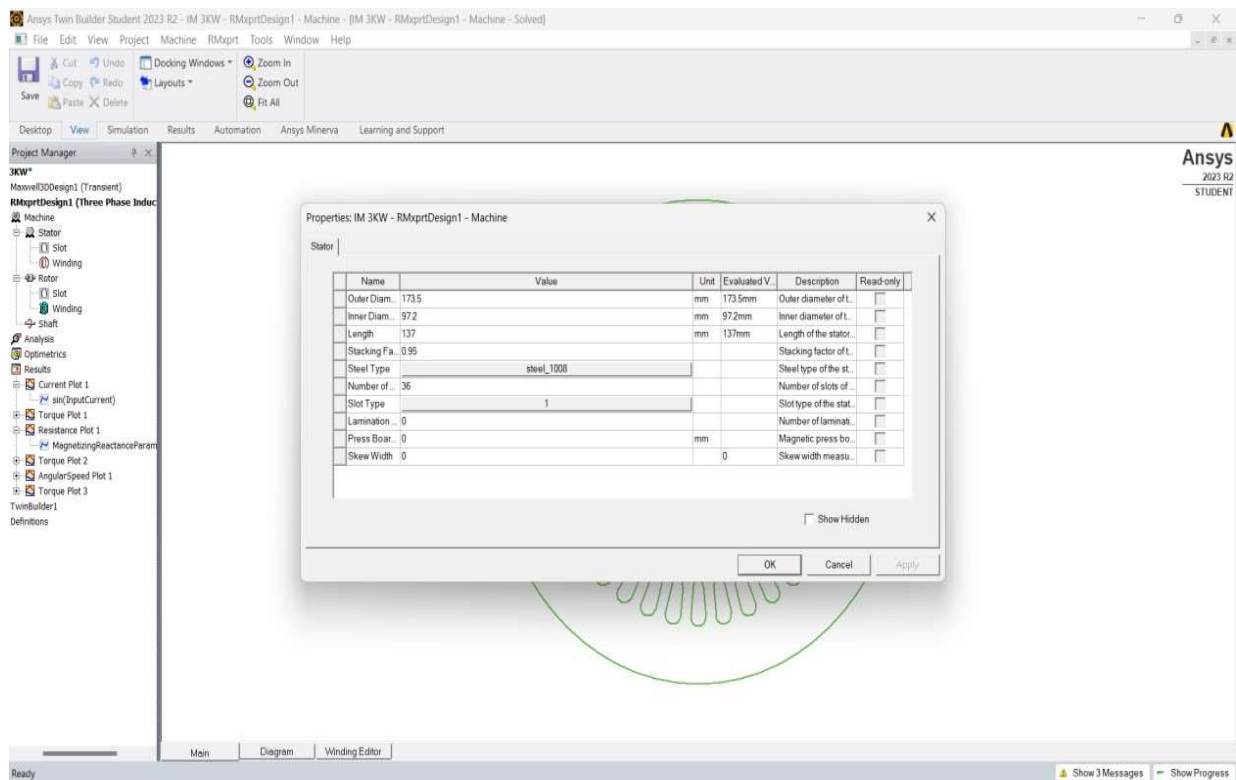 Ansys Twin Builder Student 2023 R2 - IM 3KW - RMxprtDesign1 - Machine - [IM 3KW - RMxprtDesign1 - Machine - Solved]
File Edit View Project Machine RMxprt Tools Window Help
Save
Cut Undo
Copy Redo
Paste Delete
Docking Windows
Layouts
Zoom In
Zoom Out
Fit All
Desktop View Simulation Results Automation Ansys Minerva Learning and Support
Project Manager
3KW*
Maxwell3DDesign1 (Transient)
RMxprtDesign1 (Three Phase Induc
Machine
Stator
Slot
Winding
Rotor
Slot
Winding
Shaft
Analysis
Optimetrics
Results
Current Plot 1
sin(InputCurrent)
Torque Plot 1
Resistance Plot 1
MagnetizingReactanceParam
Torque Plot 2
AngularSpeed Plot 1
Torque Plot 3
TwinBuilder1
Definitions
Ansys
2023 R2
STUDENT
Properties: IM 3KW - RMxprtDesign1 - Machine
Stator
Name Value Unit Evaluated V... Description Read-only
Outer Diam... 173.5 mm 173.5mm Outer diameter of t...
Inner Diam... 97.2 mm 97.2mm Inner diameter of t...
Length 137 mm 137mm Length of the stator...
Stacking Fa... 0.95 Stacking factor of t...
Steel Type steel_1008 Steel type of the st...
Number of ... 36 Number of slots of ...
Slot Type 1 Slot type of the stat...
Lamination ... 0 Number of laminati...
Press Boar... 0 mm Magnetic press bo...
Skew Width 0 0 Skew width measu...
Show Hidden
OK Cancel Apply
Main Diagram Winding Editor
Ready
Show 3 Messages Show Progress